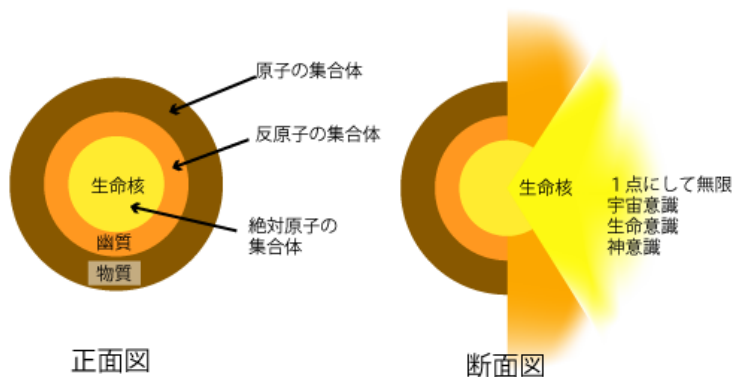 原子の集合体
反原子の集合体
生命核
絶対原子の
集合体
幽質
物質
正面図
生命核
1点にして無限
宇宙意識
生命意識
神意識
断面図